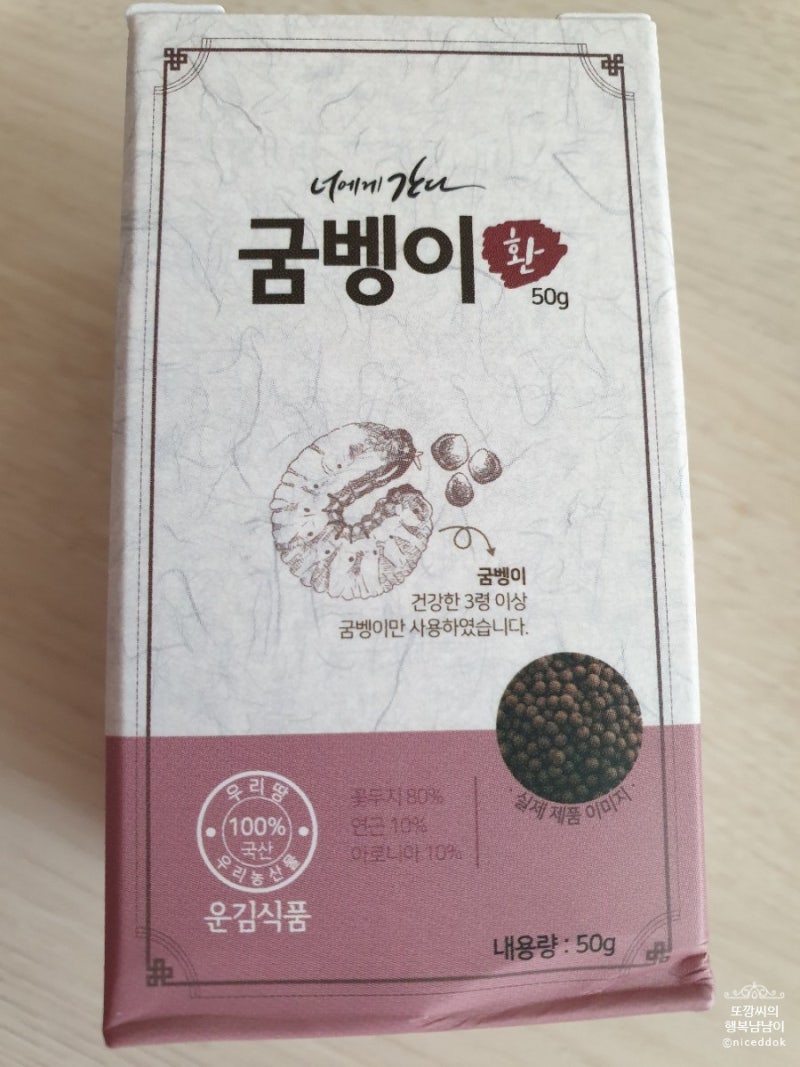 너에게 간다
굼벵이 환
50g
굼벵이
건강한 3령 이상
굼벵이만 사용하였습니다.
· 실제 제품 이미지 ·
우리땅
100%
국산
우리농산물
운김식품
꽃무지 80%
연근 10%
아로니아 10%
내용량 : 50g
또깜씨의
행복냠냠이
©niceddok